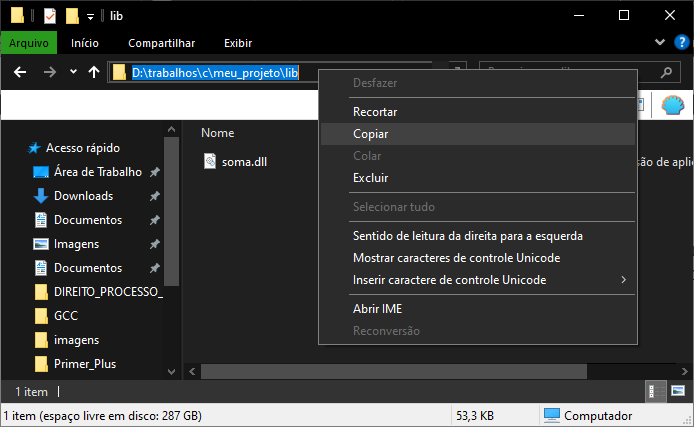 lib
Arquivo Início Compartilhar Exibir
D:\trabalhos\c\meu_projeto\lib
Desfazer
Recortar
Copiar
Colar
Excluir
Selecionar tudo
Sentido de leitura da direita para a esquerda
Mostrar caracteres de controle Unicode
Inserir caractere de controle Unicode
Abrir IME
Reconversão
Acesso rápido
Área de Trabalho
Downloads
Documentos
Imagens
Documentos
DIREITO_PROCESSO_
GCC
imagens
Primer_Plus
Nome
soma.dll
são de aplic
1 item
1 item (espaço livre em disco: 287 GB) 53,3 KB Computador